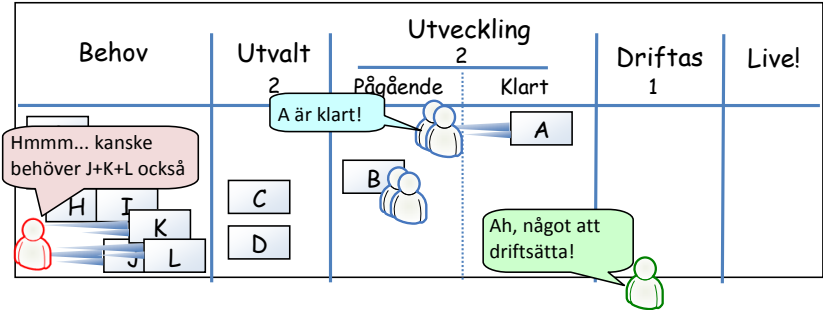 Behov
Utvalt
2
Utveckling
2
Pågående
Klart
Driftas
1
Live!
A är klart!
A
Hmmm... kanske
behöver J+K+L också
B
H
I
C
K
D
J
L
Ah, något att
driftsätta!